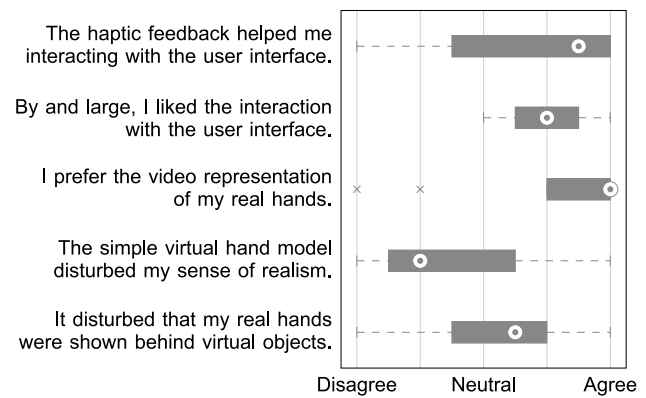 The haptic feedback helped me
interacting with the user interface.
By and large, I liked the interaction
with the user interface.
I prefer the video representation
of my real hands.
The simple virtual hand model
disturbed my sense of realism.
It disturbed that my real hands
were shown behind virtual objects.
Disagree Neutral Agree